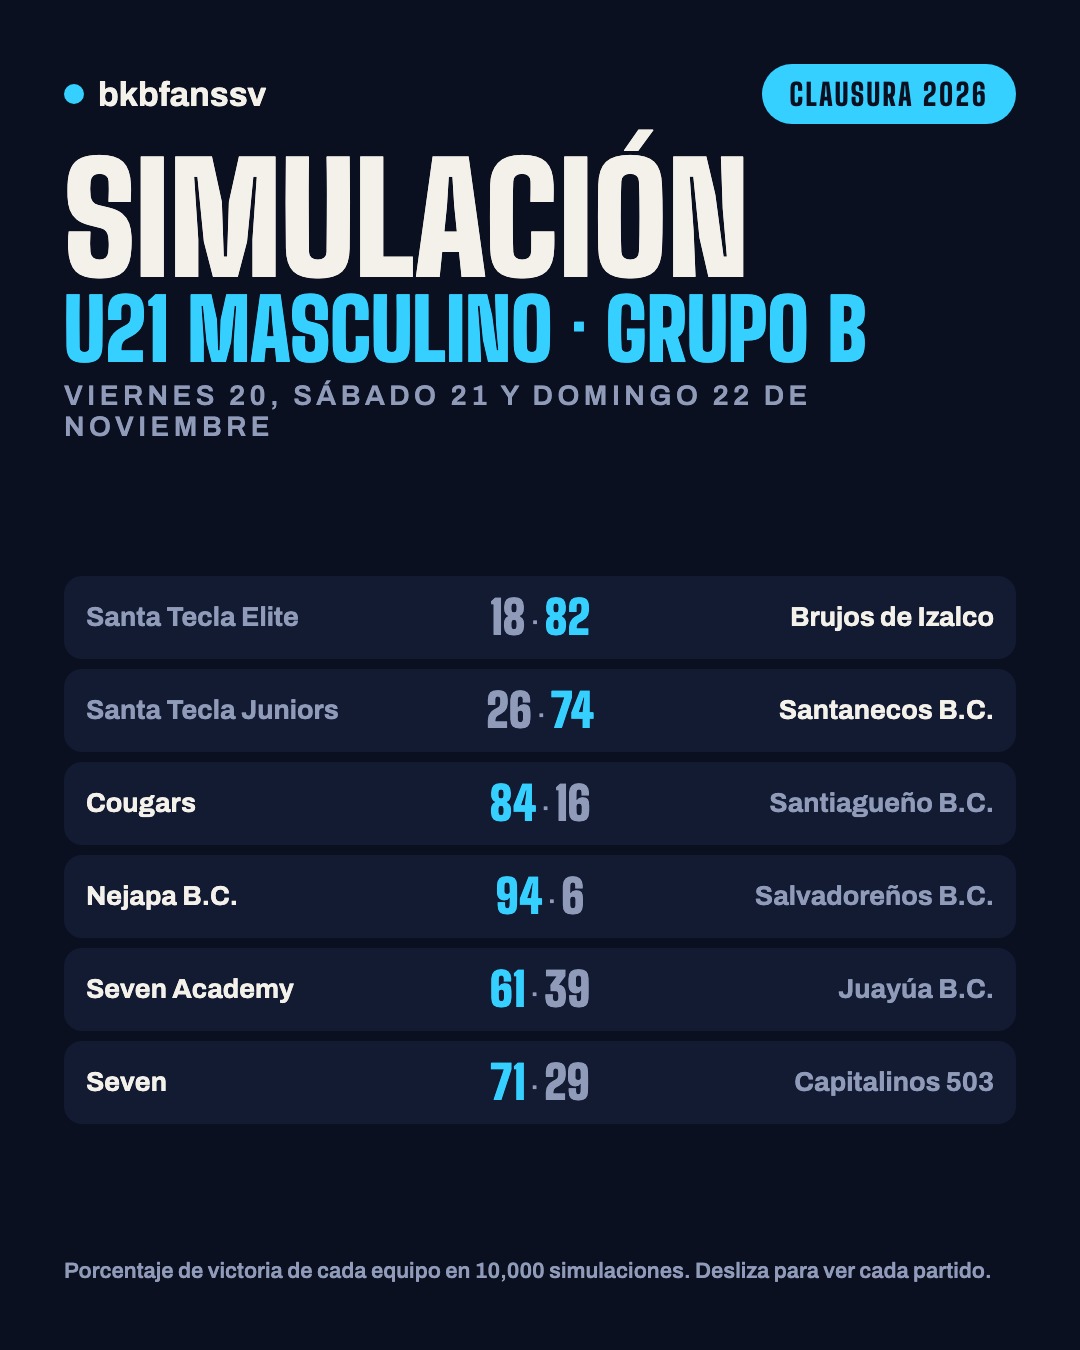 bkbfanssv
CLAUSURA 2026
SIMULACIÓN
U21 MASCULINO · GRUPO B
VIERNES 20, SÁBADO 21 Y DOMINGO 22 DE
NOVIEMBRE
Santa Tecla Elite 18 · 82 Brujos de Izalco
Santa Tecla Juniors 26 · 74 Santanecos B.C.
Cougars 84 · 16 Santiagueño B.C.
Nejapa B.C. 94 · 6 Salvadoreños B.C.
Seven Academy 61 · 39 Juayúa B.C.
Seven 71 · 29 Capitalinos 503
Porcentaje de victoria de cada equipo en 10,000 simulaciones. Desliza para ver cada partido.